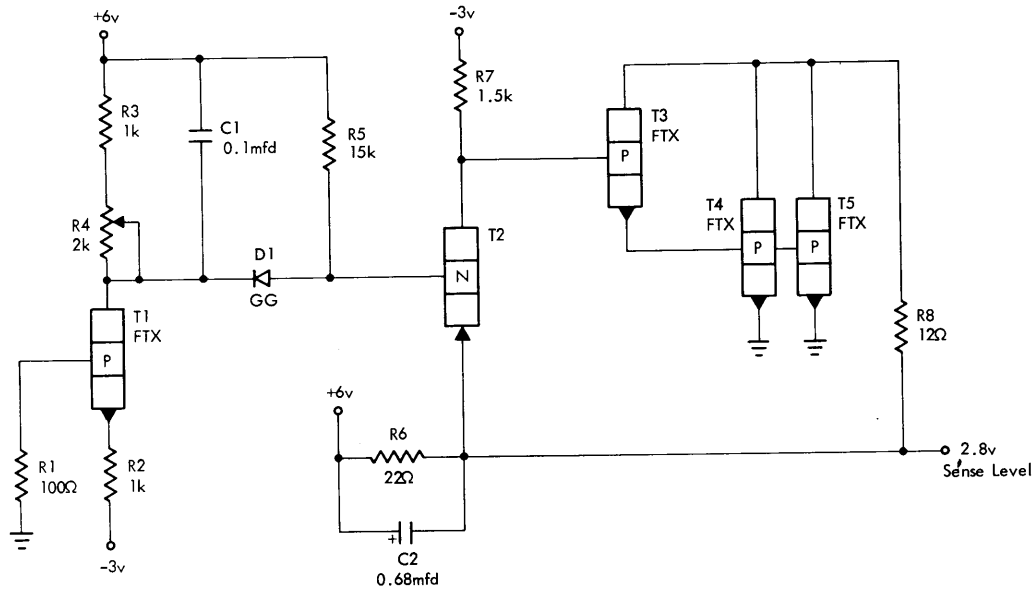 +6v
R3
1k
C1
0.1mfd
R5
15k
R4
2k
D1
GG
T1
FTX
P
R1
100Ω
R2
1k
-3v
-3v
R7
1.5k
T2
N
T3
FTX
P
T4
FTX
P
T5
FTX
P
R8
12Ω
+6v
R6
22Ω
+
C2
0.68mfd
2.8v
Sense Level